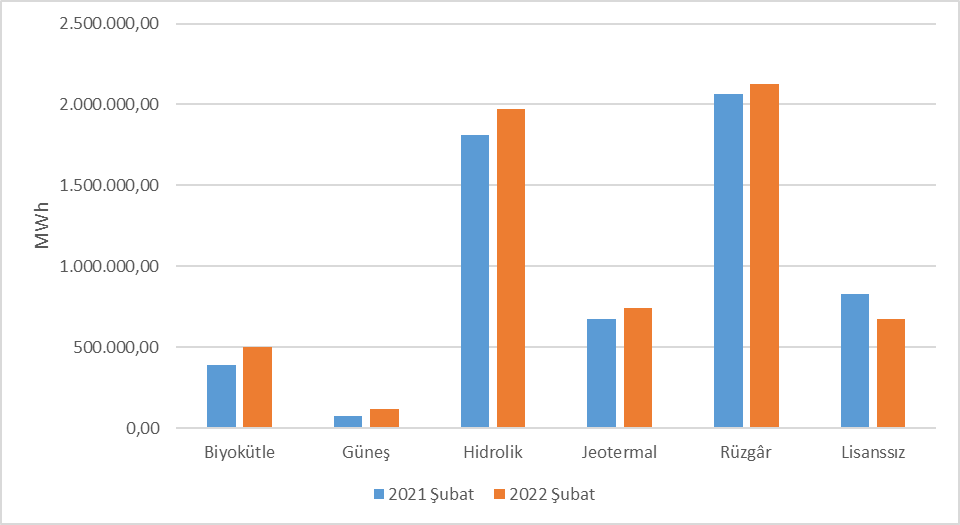 2.500.000,00
2.000.000,00
1.500.000,00
1.000.000,00
500.000,00
0,00
MWh
Biyokütle Güneş Hidrolik Jeotermal Rüzgâr Lisanssız
2021 Şubat 2022 Şubat